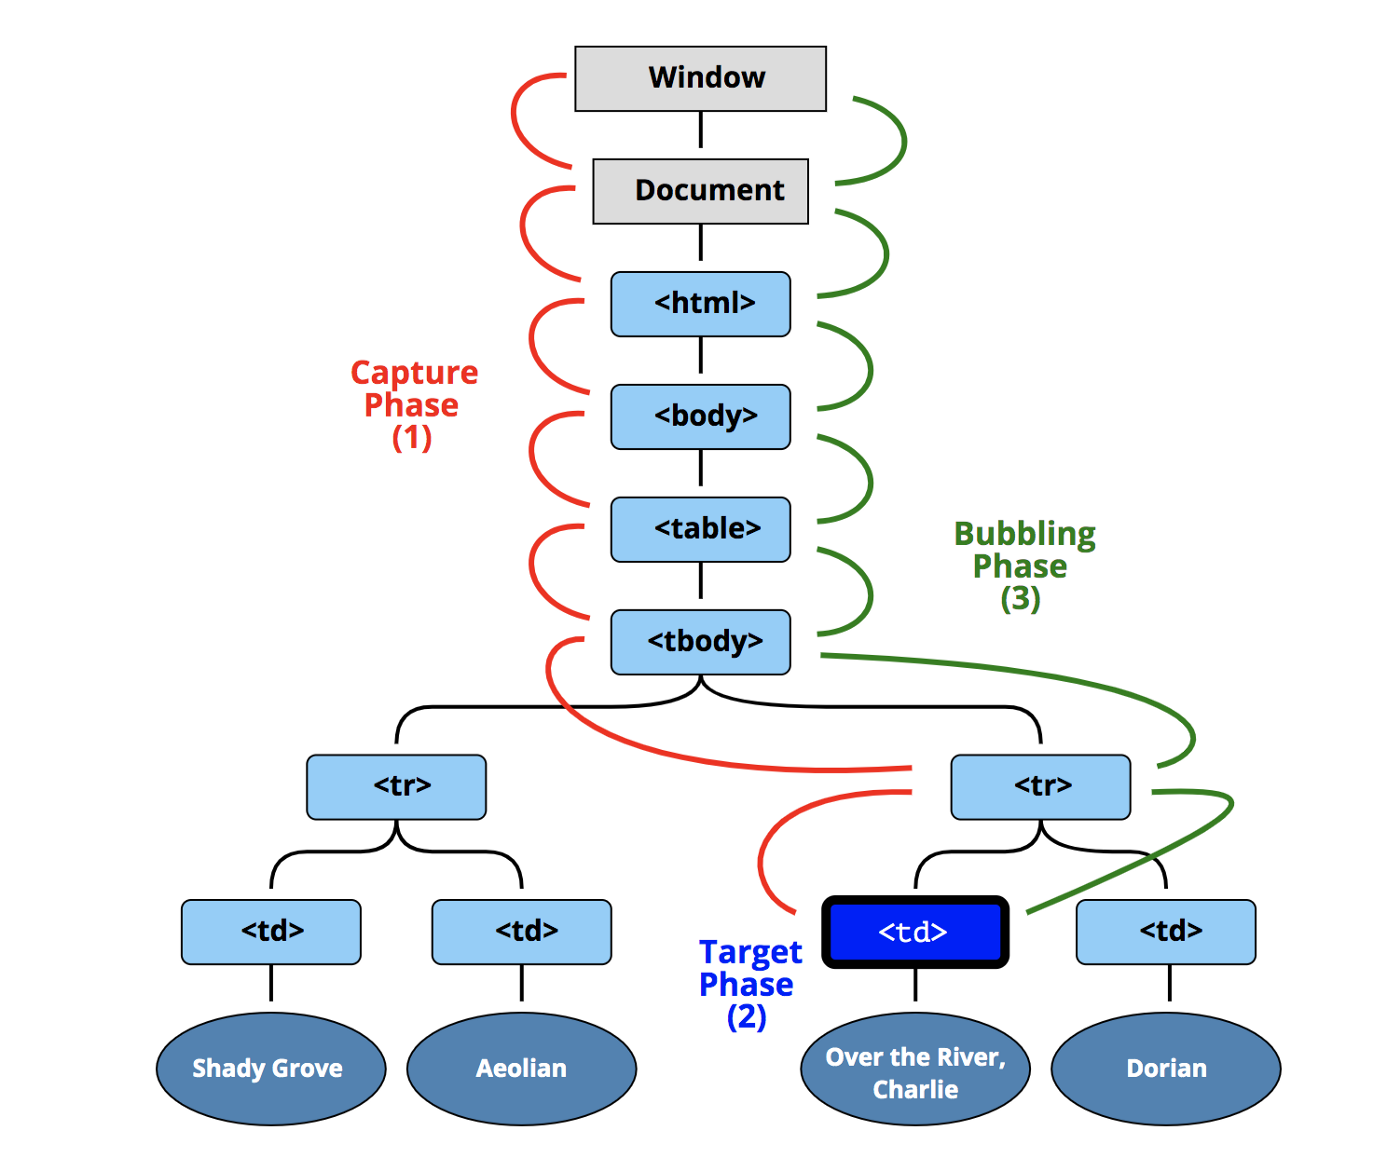 Window
Document
<html>
Capture
Phase
(1)
<body>
<table>
Bubbling
Phase
(3)
<tbody>
<tr>
<tr>
<td>
<td>
<td>
<td>
Target
Phase
(2)
Shady Grove
Aeolian
Over the River,
Charlie
Dorian